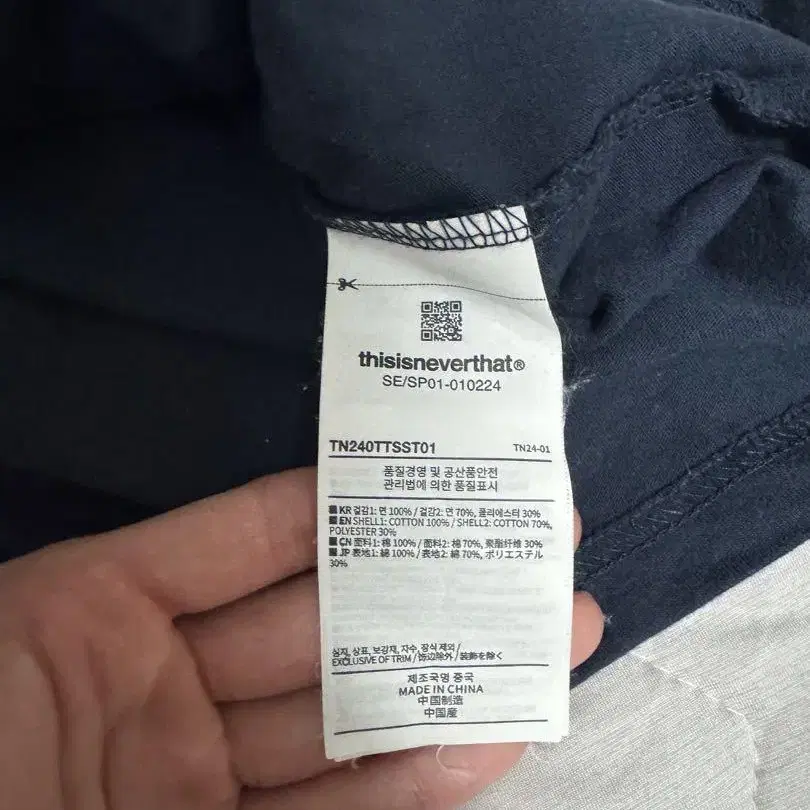 thisisneverthat®
SE/SP01-010224
TN240TTSST01 TN24-01
품질경영 및 공산품안전
관리법에 의한 품질표시
KR 겉감1: 면 100% / 겉감2: 면 70%, 폴리에스터 30%
EN SHELL1: COTTON 100% / SHELL2: COTTON 70%,
POLYESTER 30%
CN 面料1: 棉 100% / 面料2: 棉 70%, 聚酯纤维 30%
JP 表地1: 綿 100% / 表地2: 綿 70%, ポリエステル
30%
심지, 상표, 보강재, 자수, 장식 제외 /
EXCLUSIVE OF TRIM / 饰边除外 / 装飾を除く
제조국명 중국
MADE IN CHINA
中国制造
中国産